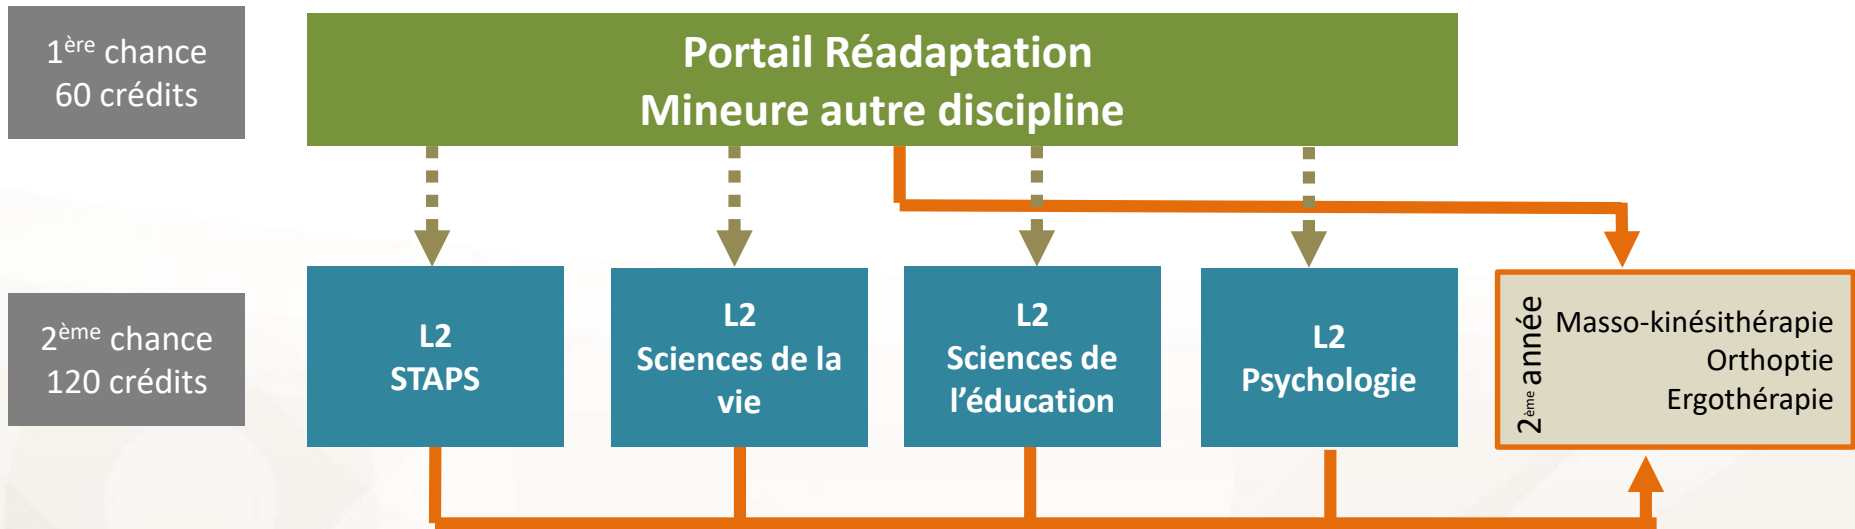 1ère chance
60 crédits
Portail Réadaptation
Mineure autre discipline
2ème chance
120 crédits
L2
STAPS
L2
Sciences de la
vie
L2
Sciences de
l’éducation
L2
Psychologie
2ème année
Masso-kinésithérapie
Orthoptie
Ergothérapie